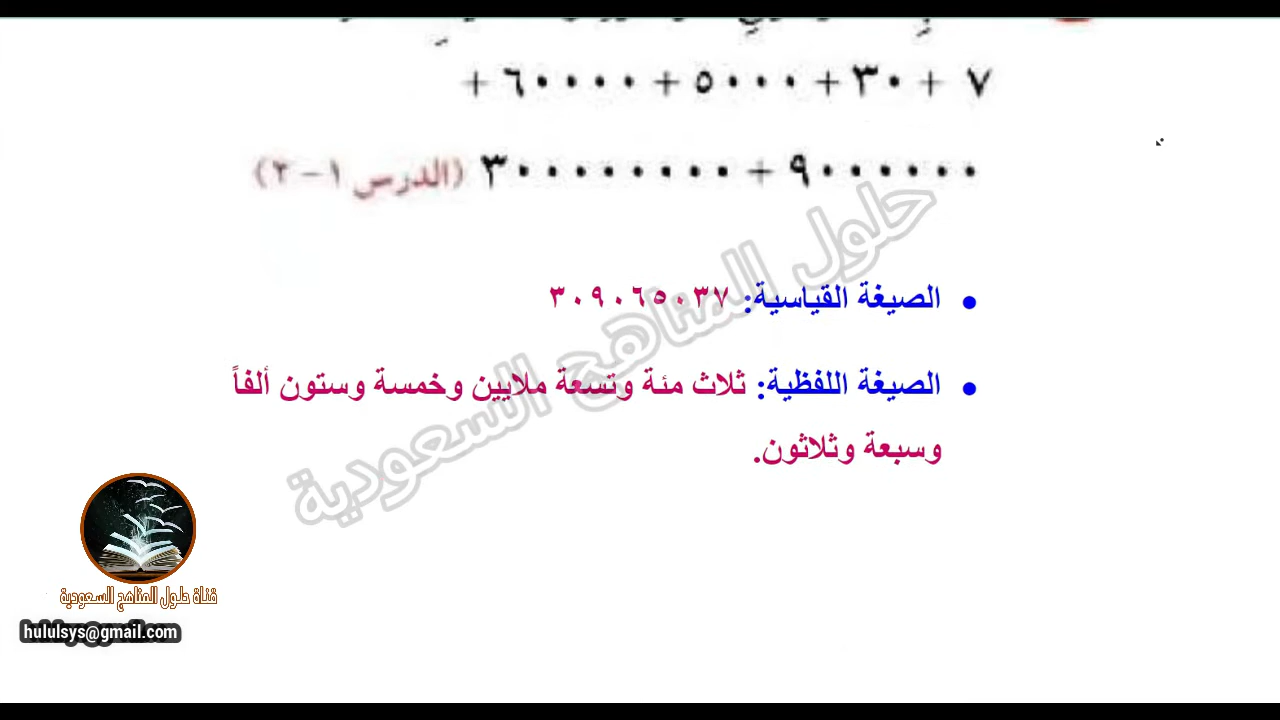 ٧ + ٣٠ + ٥٠٠٠ + ٦٠٠٠٠ +
٩٠٠٠٠٠٠ + ٣٠٠٠٠٠٠٠٠ (الدرس ١ – ٢)
• الصيغة القياسية: ٣٠٩٠٦٥٠٣٧
• الصيغة اللفظية: ثلاث مئة وتسعة ملايين وخمسة وستون ألفاً
وسبعة وثلاثون.
حلول المناهج السعودية
قناة حلول المناهج السعودية
hululsys@gmail.com